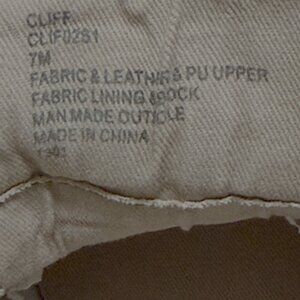 CLIFF
CLIF02S1
7M
FABRIC & LEATHER & PU UPPER
FABRIC LINING & SOCK
MAN MADE OUTSOLE
MADE IN CHINA